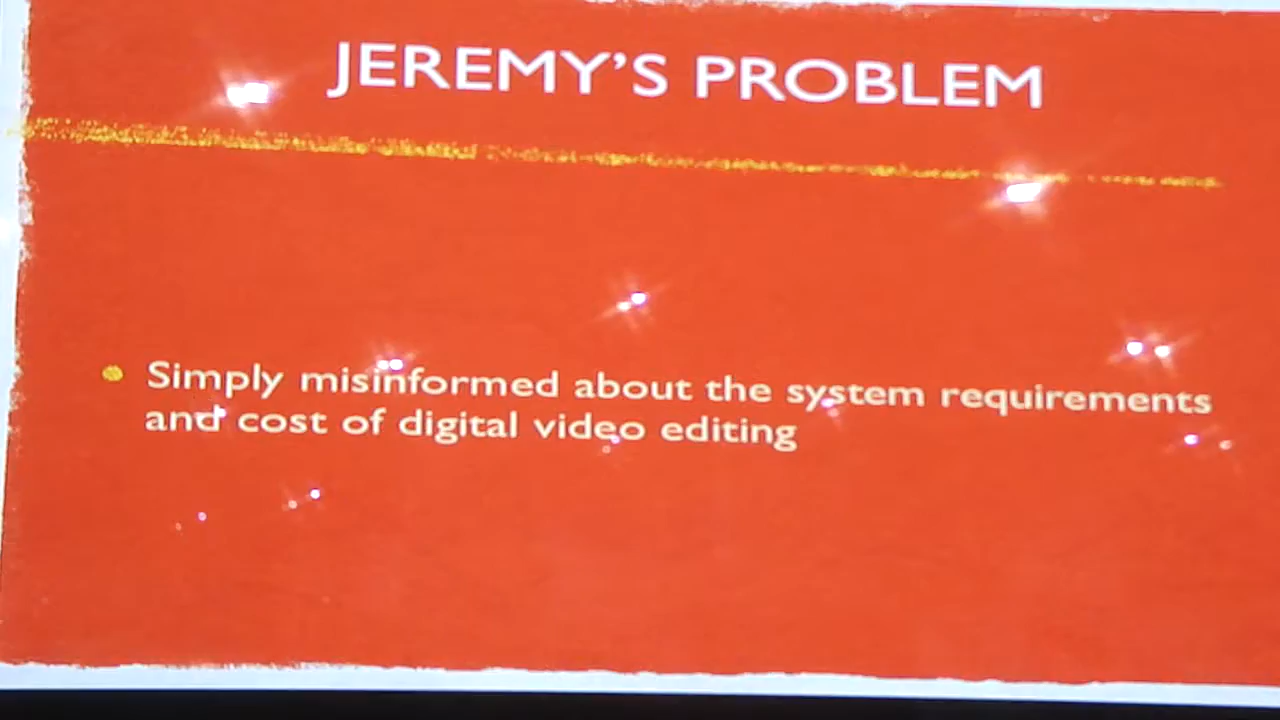 JEREMY'S PROBLEM
Simply misinformed about the system requirements
and cost of digital video editing